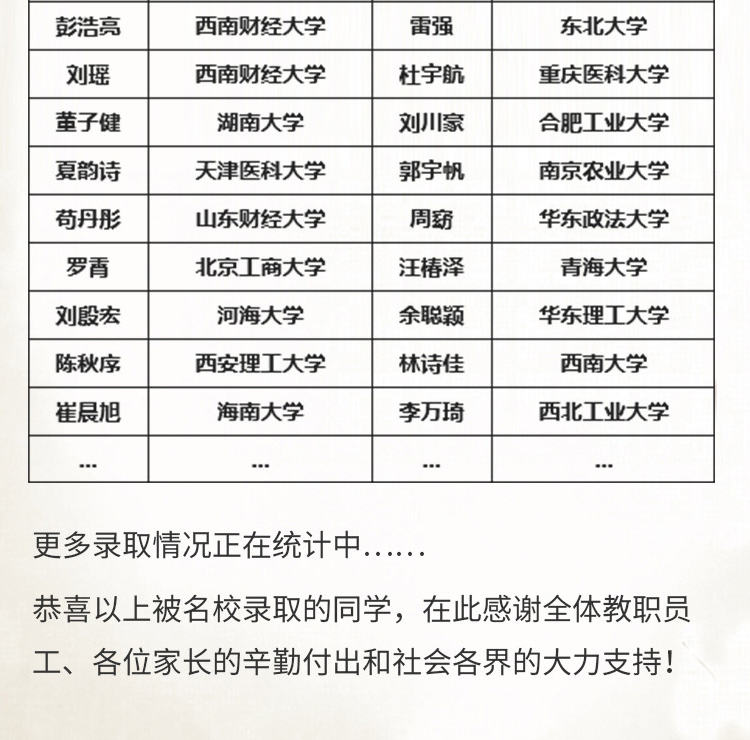 彭浩亮 西南财经大学 雷强 东北大学
刘瑶 西南财经大学 杜宇航 重庆医科大学
董子健 湖南大学 刘川豪 合肥工业大学
夏韵诗 天津医科大学 郭宇帆 南京农业大学
苟丹彤 山东财经大学 周窈 华东政法大学
罗霄 北京工商大学 汪椿泽 青海大学
刘殷宏 河海大学 余聪颖 华东理工大学
陈秋序 西安理工大学 林诗佳 西南大学
崔晨旭 海南大学 李万琦 西北工业大学
... ... ... ...
更多录取情况正在统计中……
恭喜以上被名校录取的同学，在此感谢全体教职员
工、各位家长的辛勤付出和社会各界的大力支持！